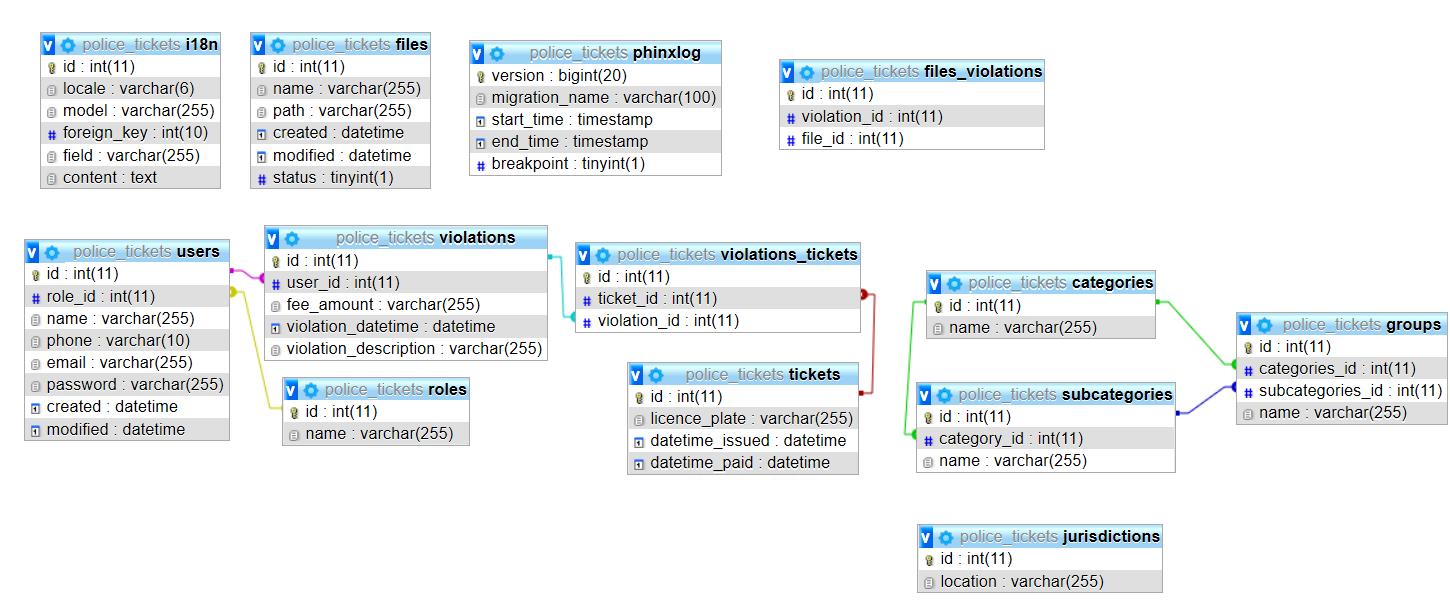 police_tickets i18n
id : int(11)
locale : varchar(6)
model : varchar(255)
foreign_key : int(10)
field : varchar(255)
content : text
police_tickets files
id : int(11)
name : varchar(255)
path : varchar(255)
created : datetime
modified : datetime
status : tinyint(1)
police_tickets phinxlog
version : bigint(20)
migration_name : varchar(100)
start_time : timestamp
end_time : timestamp
breakpoint : tinyint(1)
police_tickets files_violations
id : int(11)
violation_id : int(11)
file_id : int(11)
police_tickets users
id : int(11)
role_id : int(11)
name : varchar(255)
phone : varchar(10)
email : varchar(255)
password : varchar(255)
created : datetime
modified : datetime
police_tickets violations
id : int(11)
user_id : int(11)
fee_amount : varchar(255)
violation_datetime : datetime
violation_description : varchar(255)
police_tickets roles
id : int(11)
name : varchar(255)
police_tickets violations_tickets
id : int(11)
ticket_id : int(11)
violation_id : int(11)
police_tickets tickets
id : int(11)
licence_plate : varchar(255)
datetime_issued : datetime
datetime_paid : datetime
police_tickets categories
id : int(11)
name : varchar(255)
police_tickets subcategories
id : int(11)
category_id : int(11)
name : varchar(255)
police_tickets groups
id : int(11)
categories_id : int(11)
subcategories_id : int(11)
name : varchar(255)
police_tickets jurisdictions
id : int(11)
location : varchar(255)